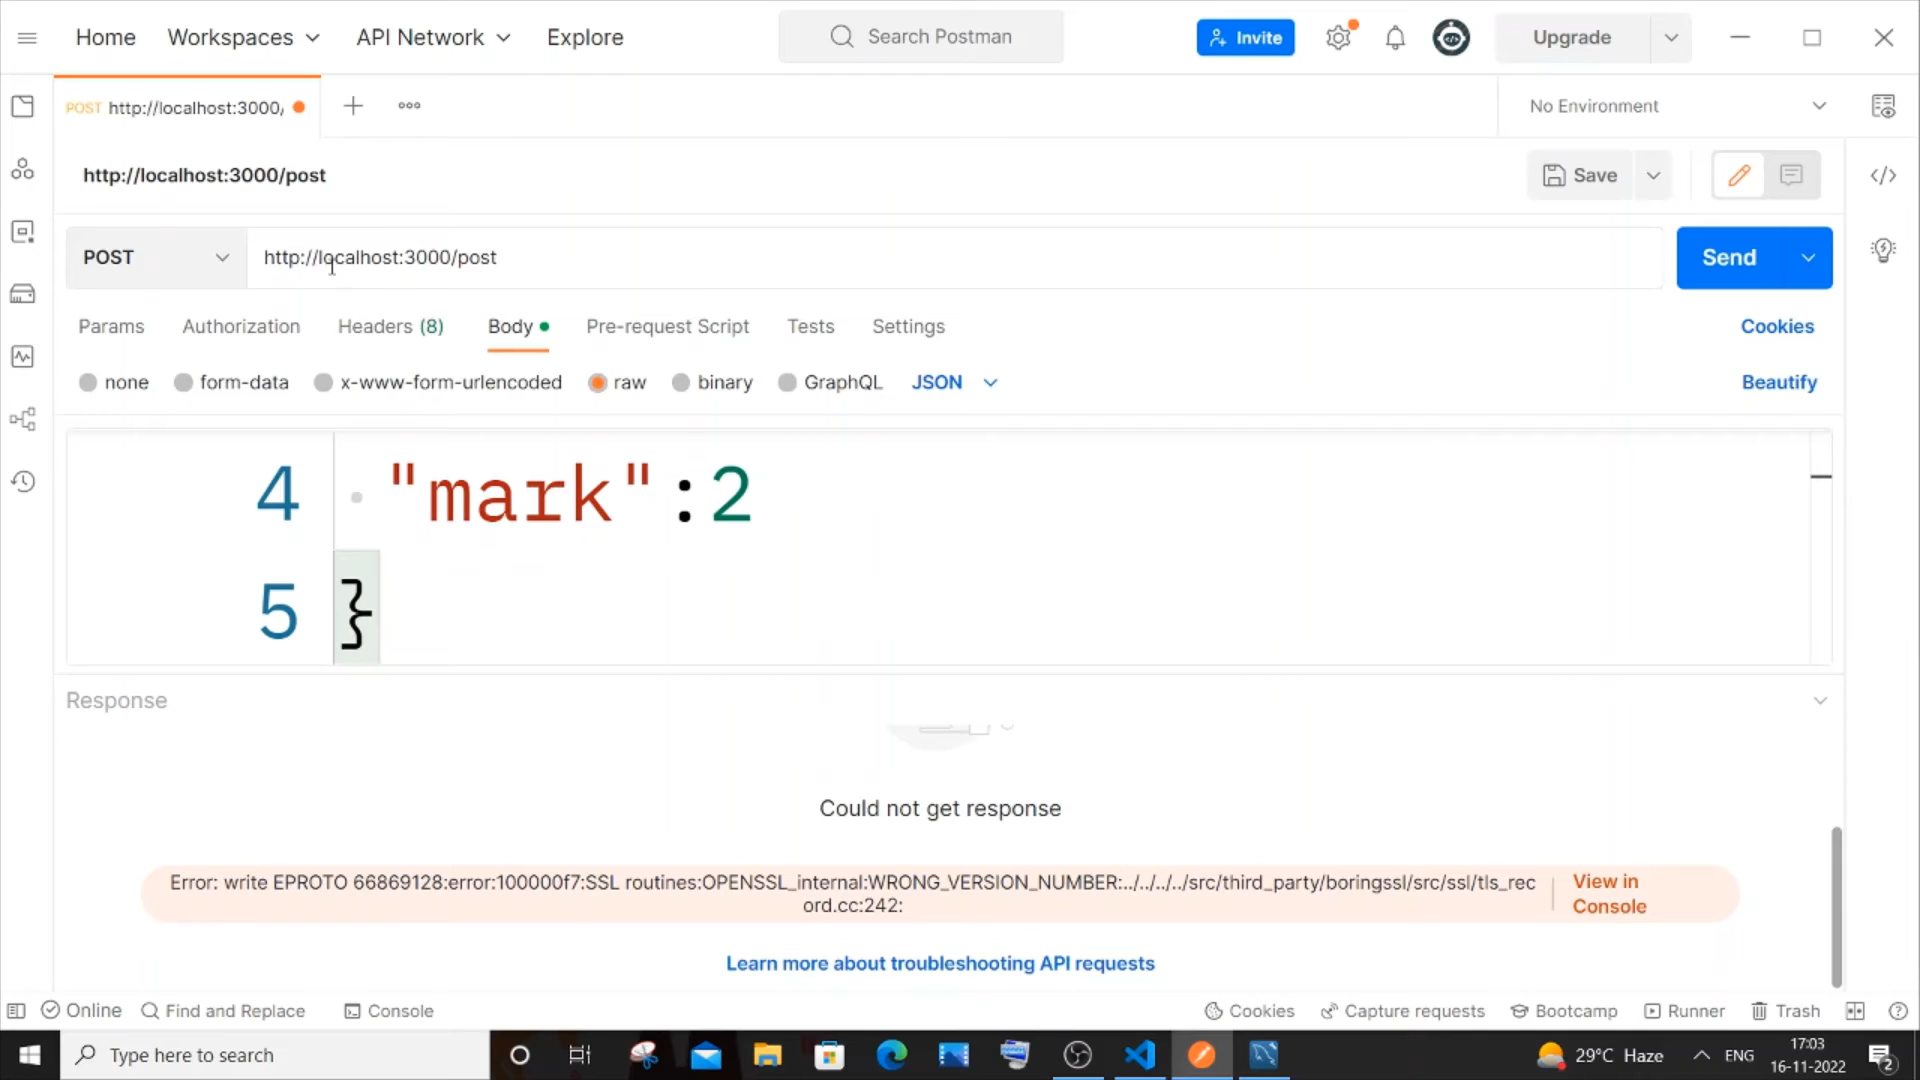 Home
Workspaces
API Network
Explore
Search Postman
Invite
Upgrade
POST http://localhost:3000/
No Environment
http://localhost:3000/post
Save
POST
http://localhost:3000/post
Send
Params
Authorization
Headers (8)
Body
Pre-request Script
Tests
Settings
Cookies
none
form-data
x-www-form-urlencoded
raw
binary
GraphQL
JSON
Beautify
4 "mark":2
5 }
Response
Could not get response
Error: write EPROTO 66869128:error:100000f7:SSL routines:OPENSSL_internal:WRONG_VERSION_NUMBER:../../../../src/third_party/boringssl/src/ssl/tls_rec
ord.cc:242:
View in
Console
Learn more about troubleshooting API requests
Online
Find and Replace
Console
Cookies
Capture requests
Bootcamp
Runner
Trash
Type here to search
29°C Haze
ENG
17:03
16-11-2022
2